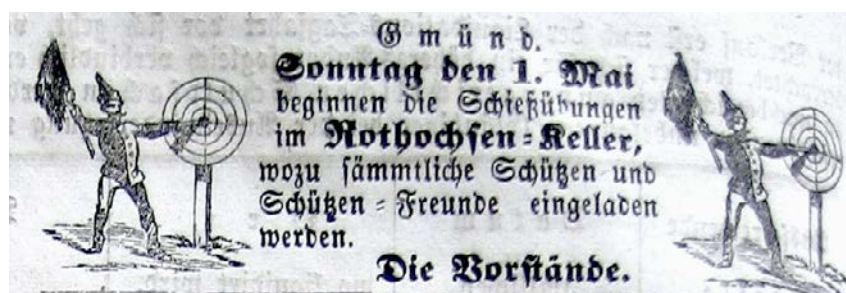 Gmünd.
Sonntag den 1. Mai
beginnen die Schießübungen
im Rothochsen=Keller,
wozu sämmtliche Schützen und
Schützen=Freunde eingeladen
werden.
Die Vorstände.